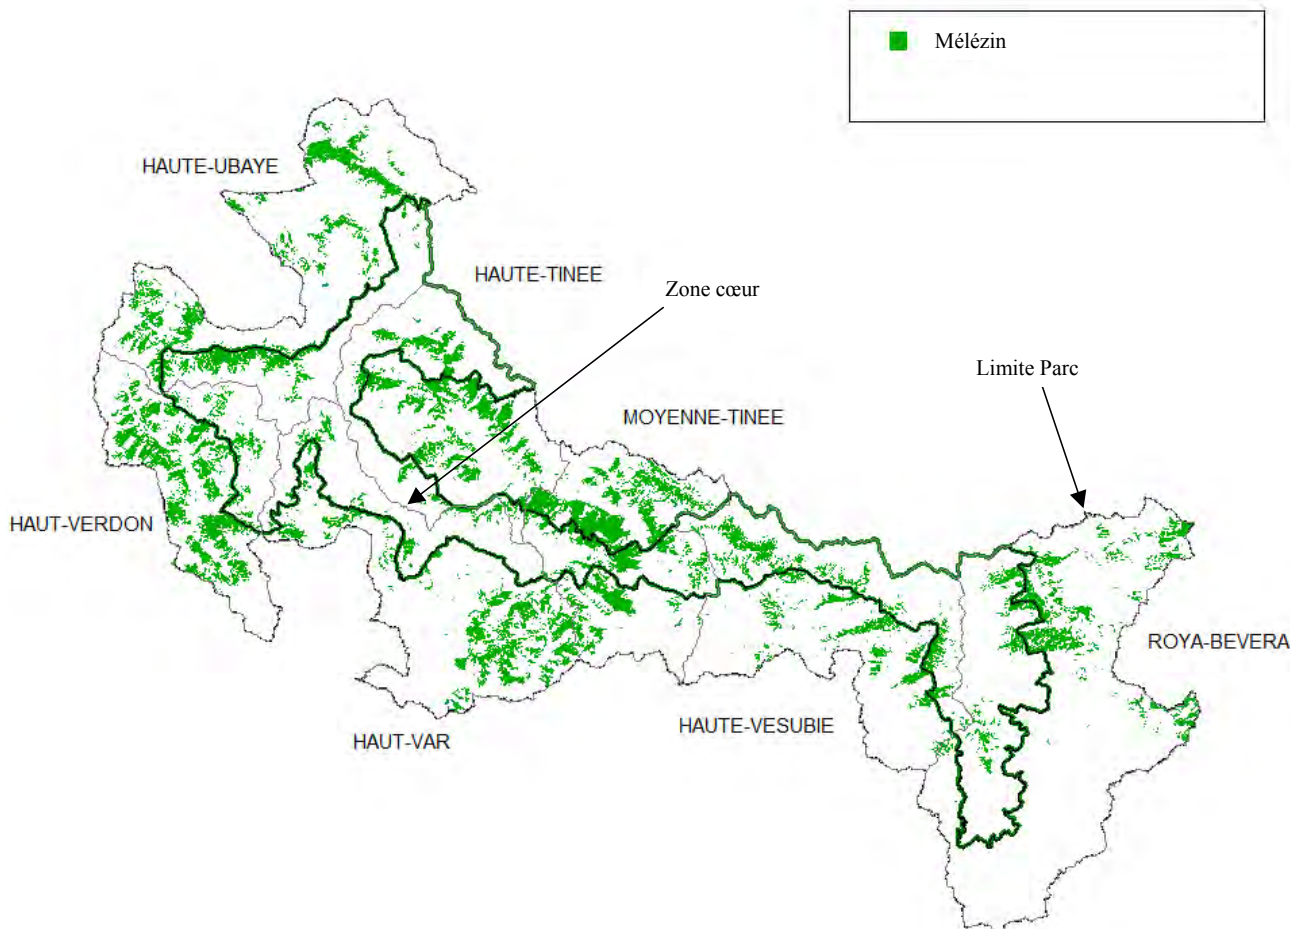 Mélézin
HAUTE-UBAYE
HAUTE-TINEE
Zone cœur
Limite Parc
MOYENNE-TINEE
HAUT-VERDON
ROYA-BEVERA
HAUTE-VESUBIE
HAUT-VAR